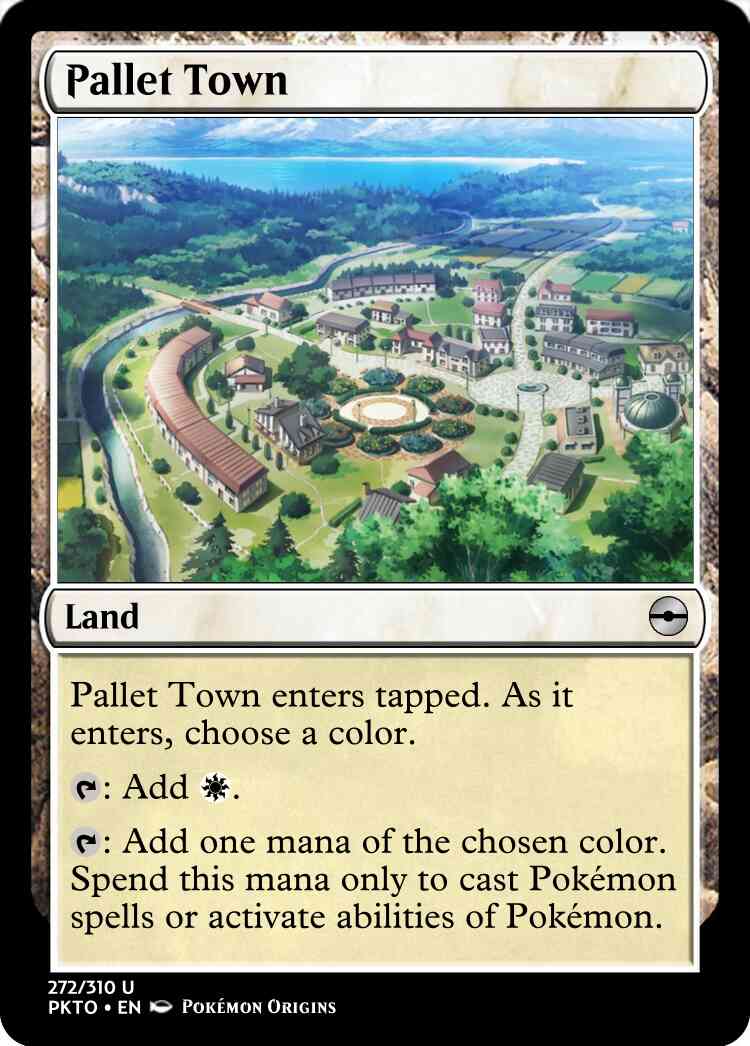 Pallet Town
Land
Pallet Town enters tapped. As it
enters, choose a color.
: Add .
: Add one mana of the chosen color.
Spend this mana only to cast Pokémon
spells or activate abilities of Pokémon.
272/310 U
PKTO • EN Pokémon Origins